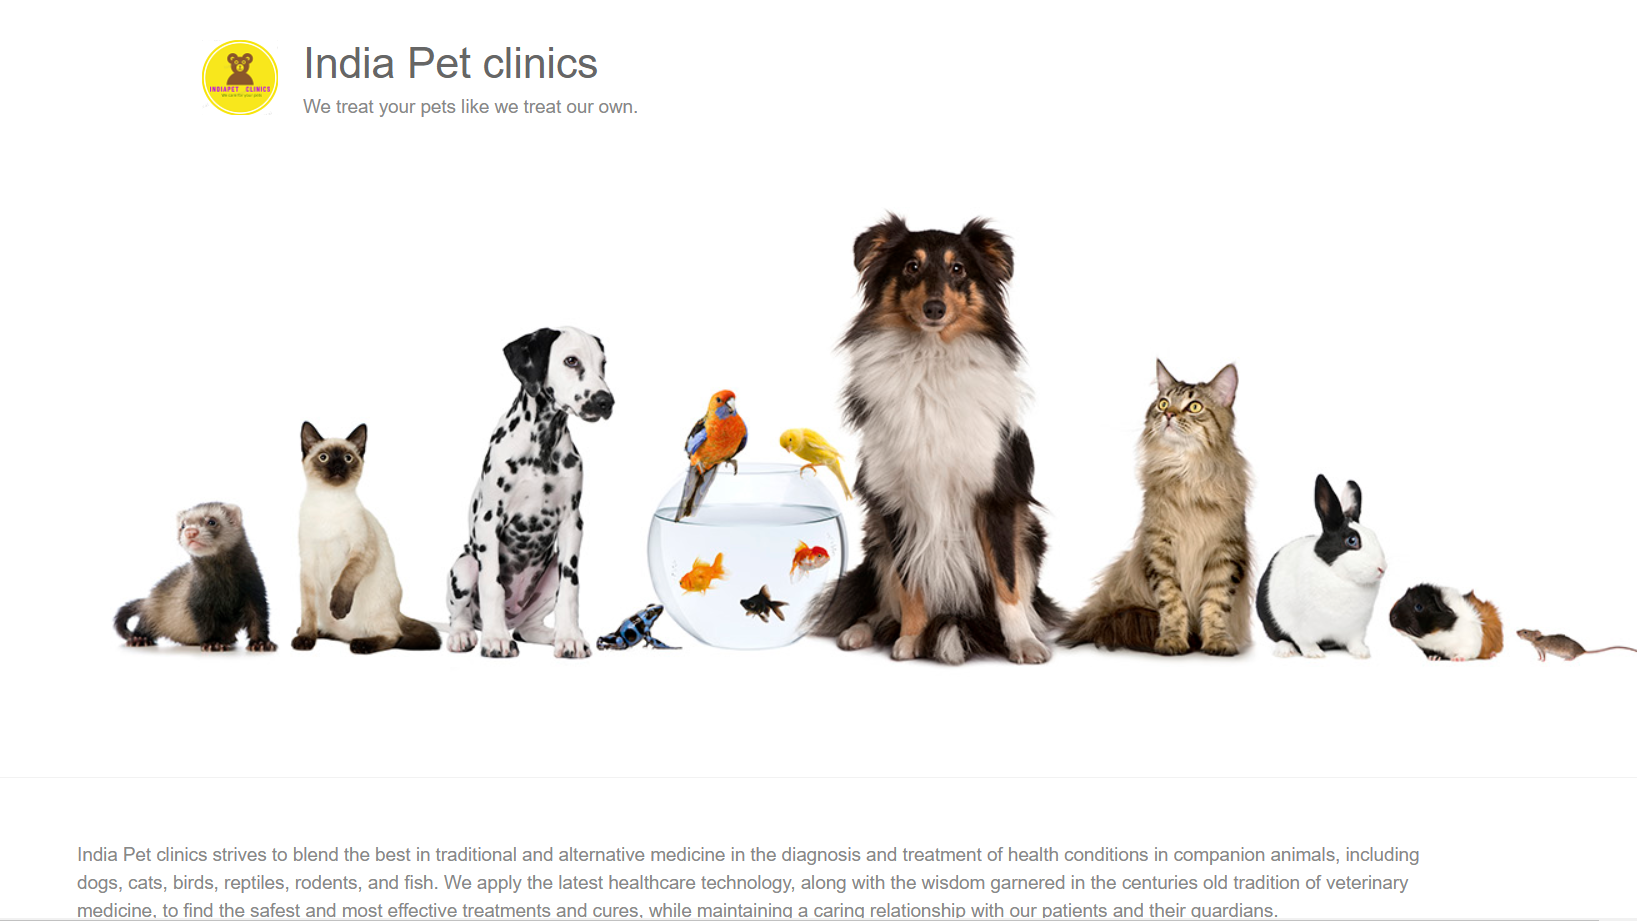 India Pet clinics
We treat your pets like we treat our own.
INDIAPET CLINICS
We care for your pets
India Pet clinics strives to blend the best in traditional and alternative medicine in the diagnosis and treatment of health conditions in companion animals, including
dogs, cats, birds, reptiles, rodents, and fish. We apply the latest healthcare technology, along with the wisdom garnered in the centuries old tradition of veterinary
medicine, to find the safest and most effective treatments and cures, while maintaining a caring relationship with our patients and their guardians.